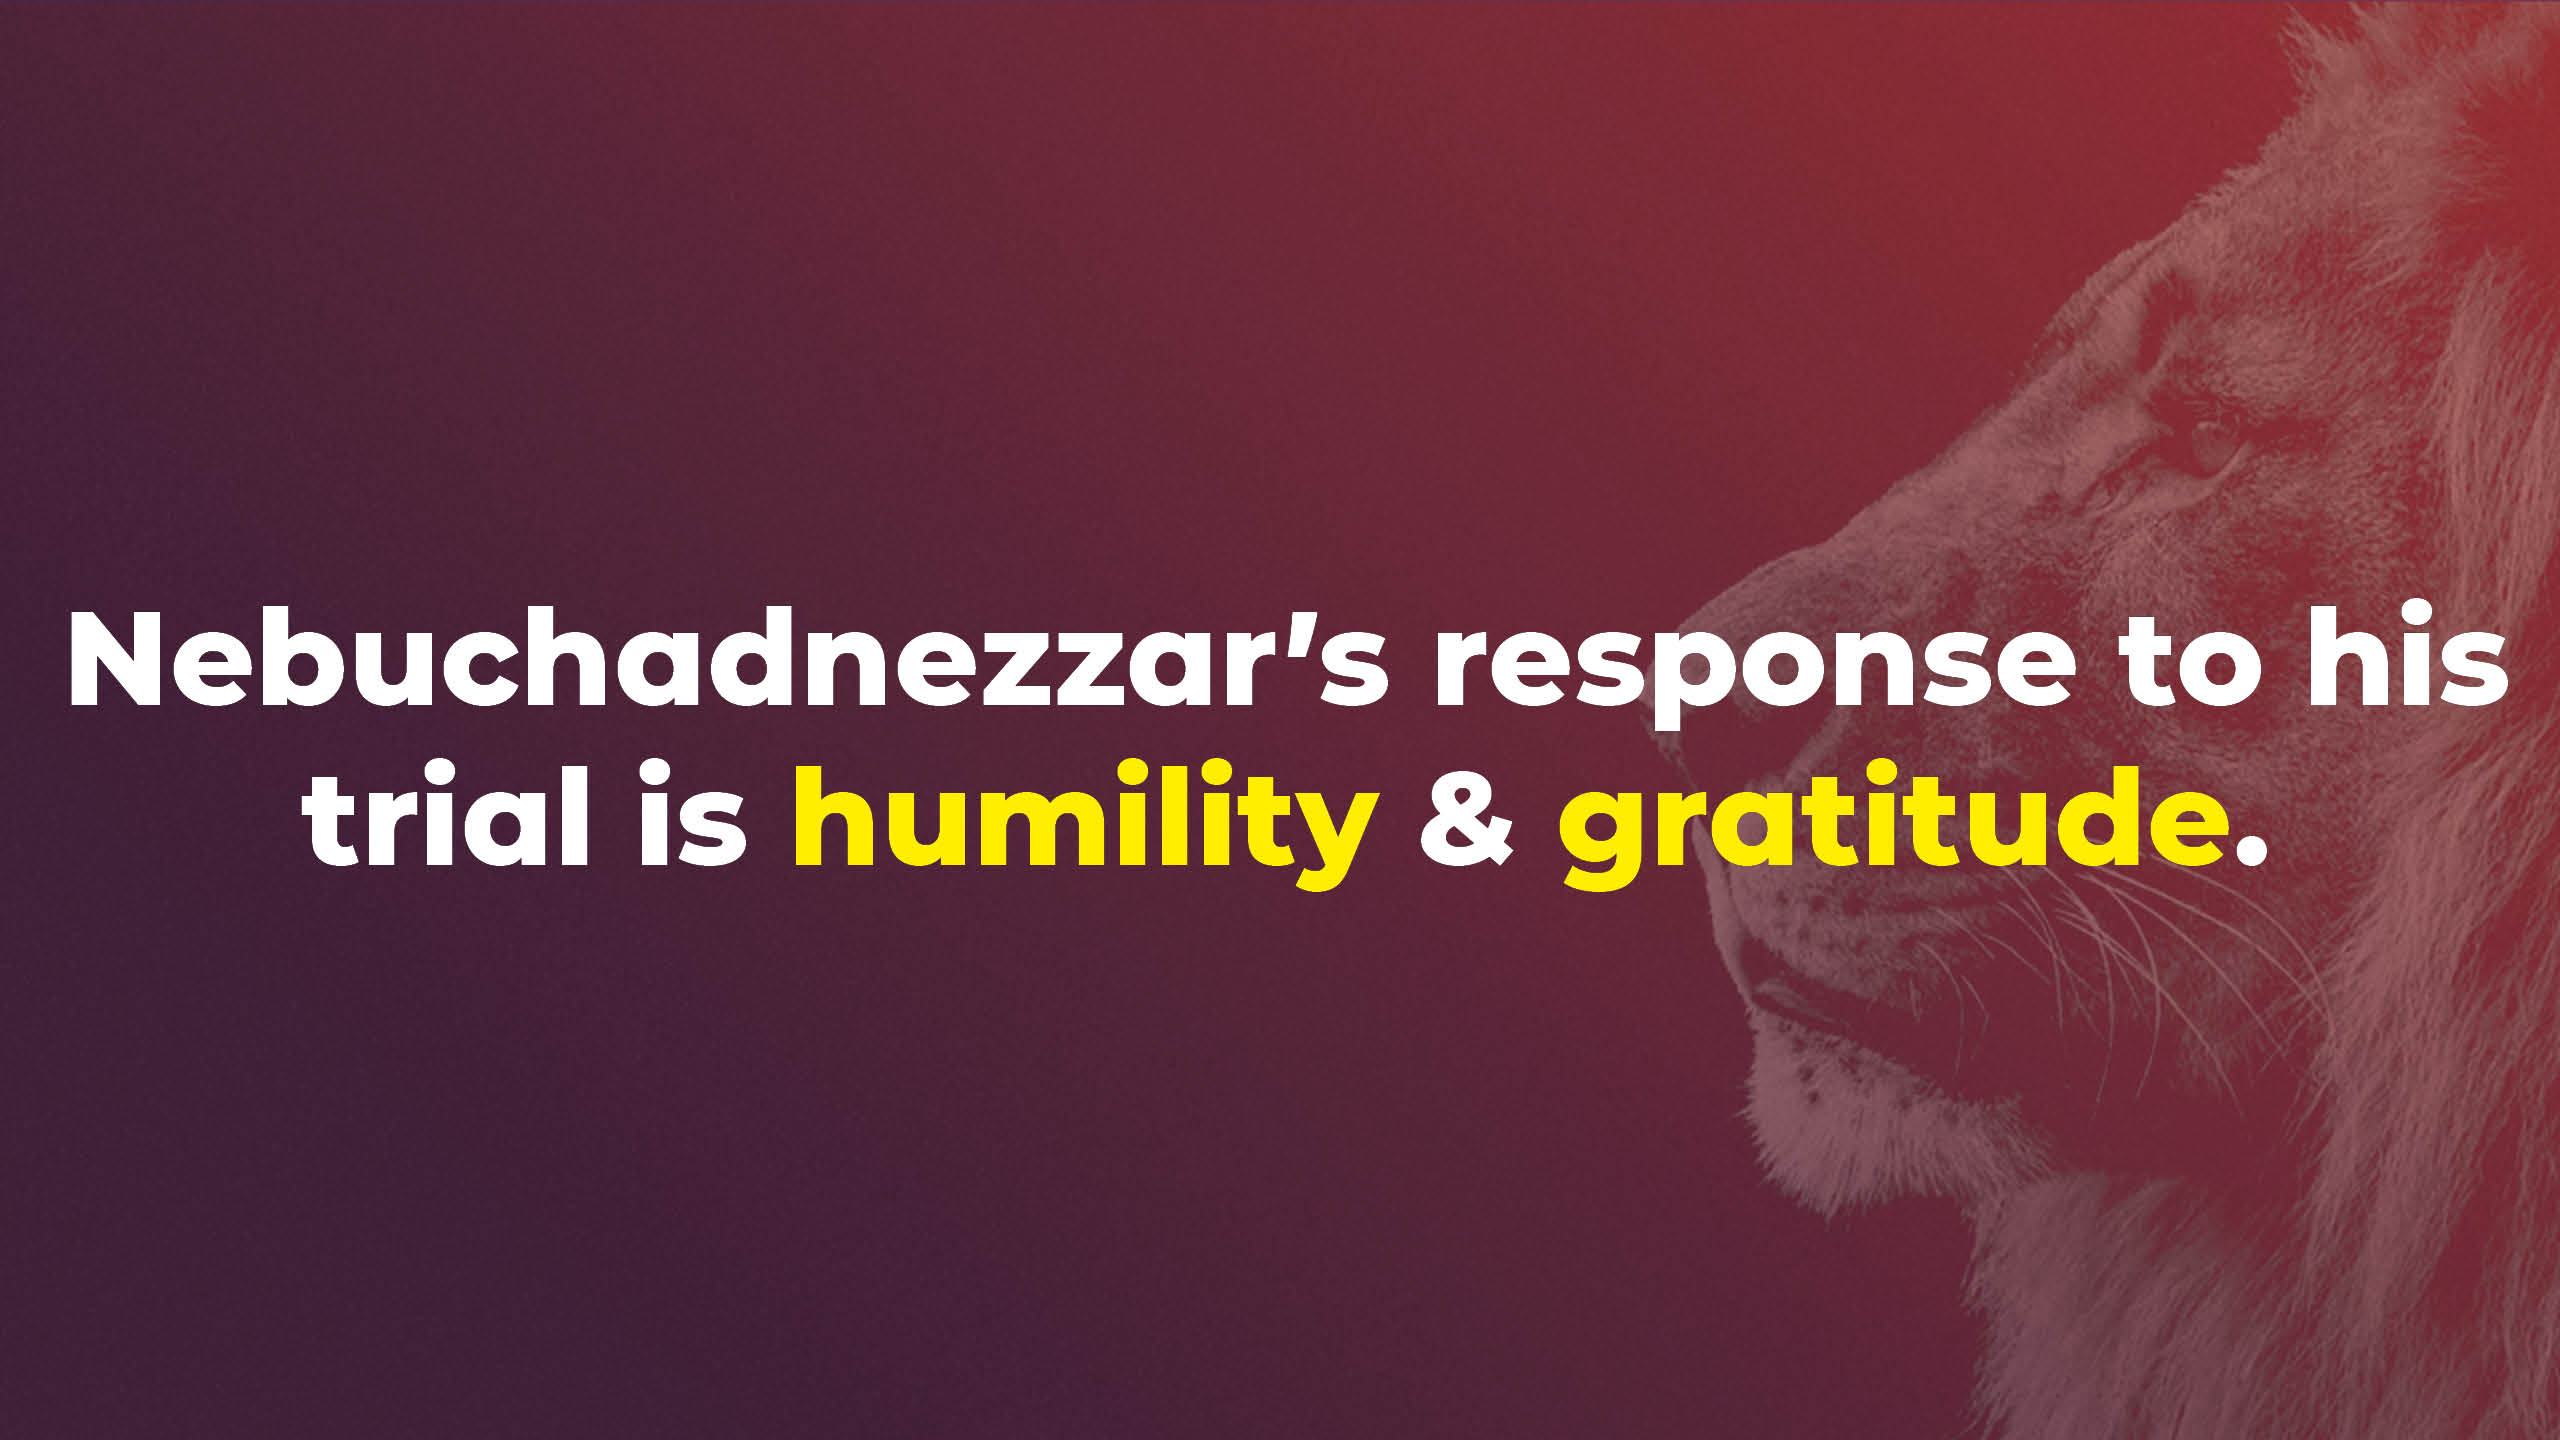 Nebuchadnezzar’s response to his
trial is humility & gratitude.